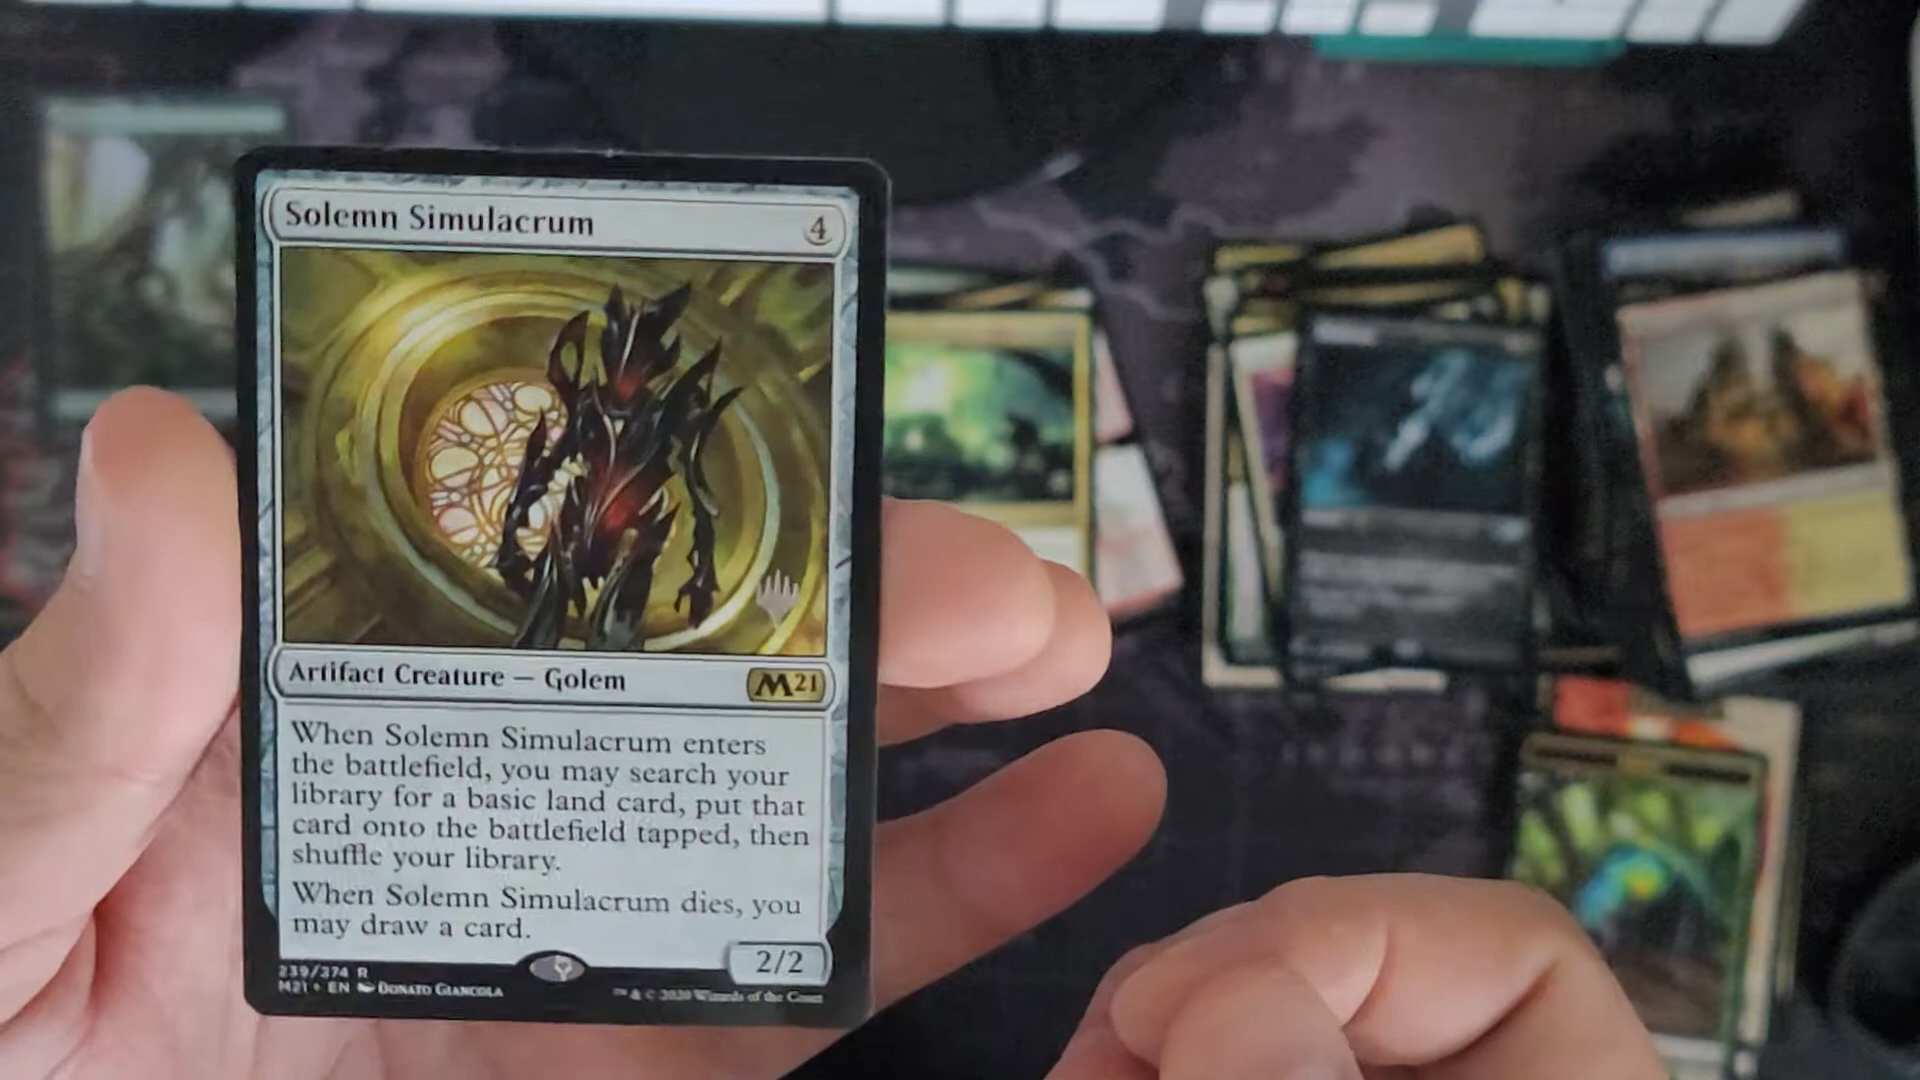 Solemn Simulacrum 4
Artifact Creature — Golem M21
When Solemn Simulacrum enters
the battlefield, you may search your
library for a basic land card, put that
card onto the battlefield tapped, then
shuffle your library.
When Solemn Simulacrum dies, you
may draw a card.
2/2
239/274 R
M21 • EN Donato Giancola
™ & © 2020 Wizards of the Coast